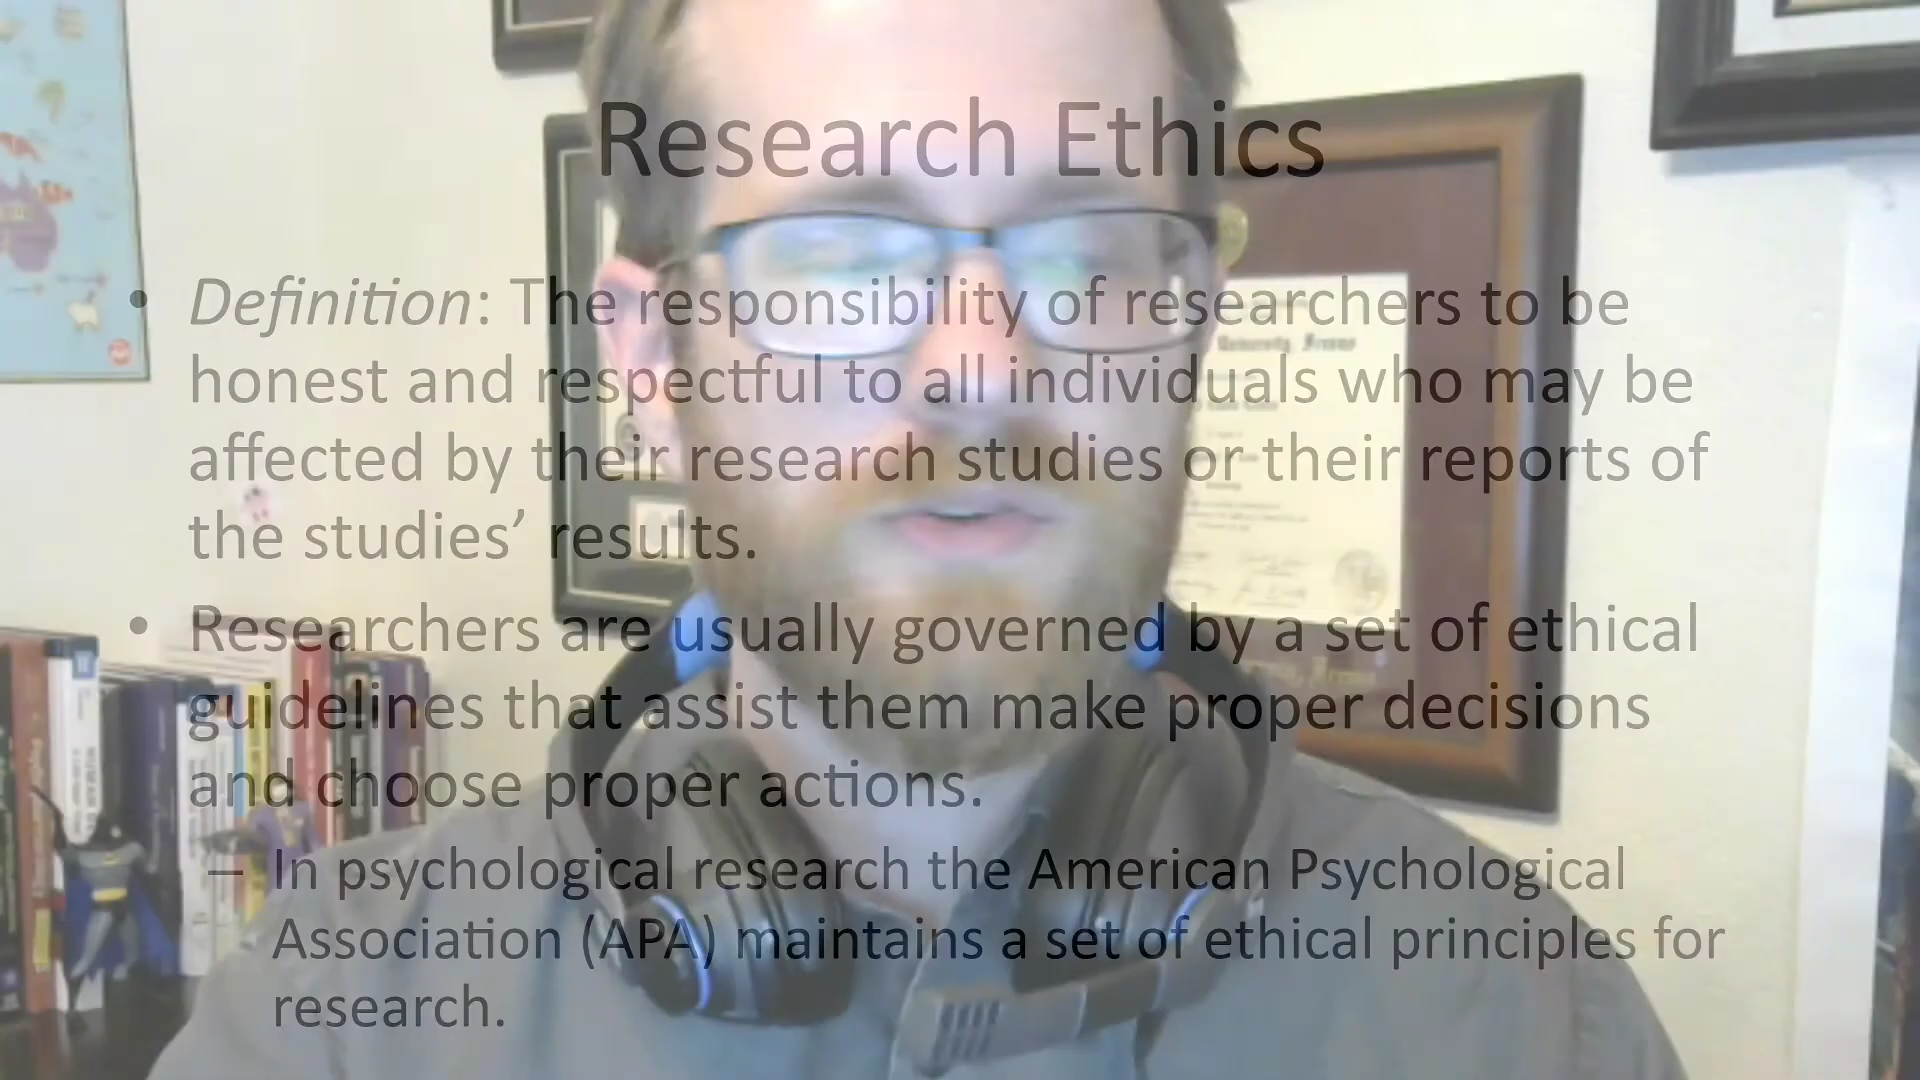 Research Ethics
• Definition: The responsibility of researchers to be
honest and respectful to all individuals who may be
affected by their research studies or their reports of
the studies’ results.
• Researchers are usually governed by a set of ethical
guidelines that assist them make proper decisions
and choose proper actions.
– In psychological research the American Psychological
Association (APA) maintains a set of ethical principles for
research.